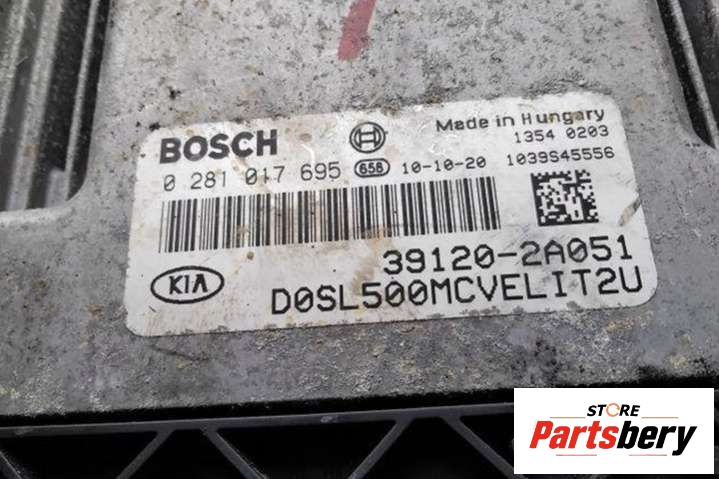 BOSCH
Made in Hungary
1354 0203
0 281 017 695 658 10-10-20 1039S45556
39120-2A051
KIA
D0SL500MCVELIT2U
STORE
Partsbery